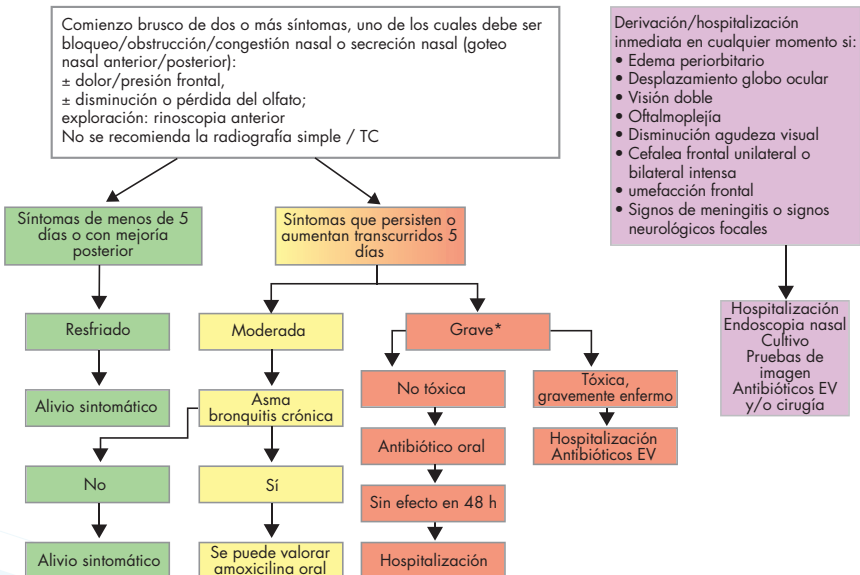 Comienzo brusco de dos o más síntomas, uno de los cuales debe ser
bloqueo/obstrucción/congestión nasal o secreción nasal (goteo
nasal anterior/posterior):
± dolor/presión frontal,
± disminución o pérdida del olfato;
exploración: rinoscopia anterior
No se recomienda la radiografía simple / TC
Derivación/hospitalización
inmediata en cualquier momento si:
• Edema periorbitario
• Desplazamiento globo ocular
• Visión doble
• Oftalmoplejía
• Disminución agudeza visual
• Cefalea frontal unilateral o
bilateral intensa
• umefacción frontal
• Signos de meningitis o signos
neurológicos focales
Síntomas de menos de 5
días o con mejoría
posterior
Síntomas que persisten o
aumentan transcurridos 5
días
Resfriado
Moderada
Grave*
Hospitalización
Endoscopia nasal
Cultivo
Pruebas de
imagen
Antibióticos EV
y/o cirugía
Alivio sintomático
Asma
bronquitis crónica
No tóxica
Tóxica,
gravemente enfermo
Antibiótico oral
Hospitalización
Antibióticos EV
No
Sí
Sin efecto en 48 h
Alivio sintomático
Se puede valorar
amoxicilina oral
Hospitalización